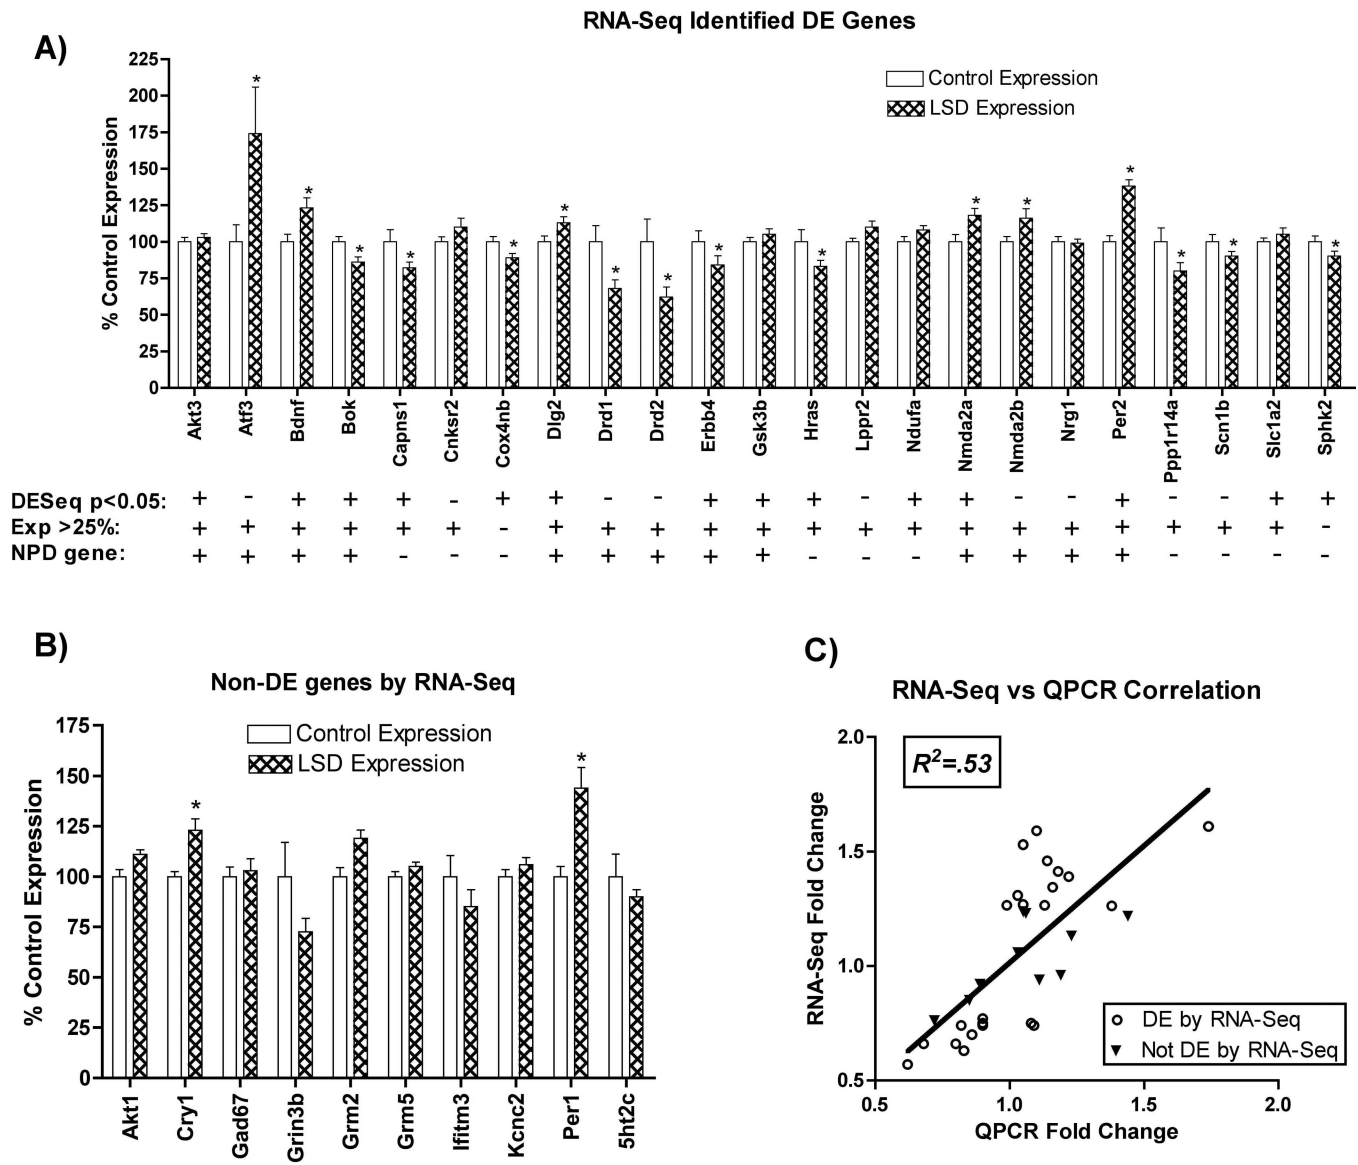 RNA-Seq Identified DE Genes
A)
Control Expression
LSD Expression
% Control Expression
225
200
175
150
125
100
75
50
25
0
* * * * * * * * * * * * * * * *
Akt3 Atf3 Bdnf Bok Capns1 Cnksr2 Cox4nb Dlg2 Drd1 Drd2 Erbb4 Gsk3b Hras Lppr2 Ndufa Nmda2a Nmda2b Nrg1 Per2 Ppp1r14a Scn1b Slc1a2 Sphk2
DESeq p<0.05: + - + + + - + + - - + + + - + + - - + - - + +
Exp >25%: + + + + + + - + + + + + + + + + + + + + + + -
NPD gene: + + + + - - - + + + + + - - - + + + + - - - -
B)
Non-DE genes by RNA-Seq
Control Expression
LSD Expression
% Control Expression
175
150
125
100
75
50
25
0
* *
Akt1 Cry1 Gad67 Grin3b Grm2 Grm5 Ifitm3 Kcnc2 Per1 5ht2c
C)
RNA-Seq vs QPCR Correlation
R²=.53
RNA-Seq Fold Change
2.0
1.5
1.0
0.5
DE by RNA-Seq
Not DE by RNA-Seq
0.5 1.0 1.5 2.0
QPCR Fold Change